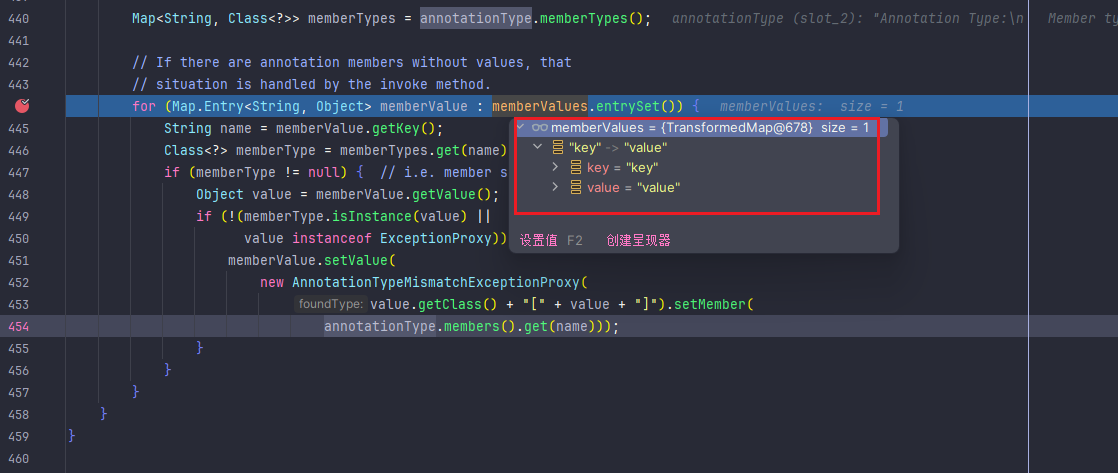 440 Map<String, Class<?>> memberTypes = annotationType.memberTypes(); annotationType (slot_2): "Annotation Type:\n Member ty
441
442 // If there are annotation members without values, that
443 // situation is handled by the invoke method.
for (Map.Entry<String, Object> memberValue : memberValues.entrySet()) { memberValues: size = 1
445 String name = memberValue.getKey();
446 Class<?> memberType = memberTypes.get(name)
447 if (memberType != null) { // i.e. member s
448 Object value = memberValue.getValue();
449 if (!(memberType.isInstance(value) ||
450 value instanceof ExceptionProxy))
451 memberValue.setValue(
452 new AnnotationTypeMismatchExceptionProxy(
453 foundType: value.getClass() + "[" + value + "]").setMember(
454 annotationType.members().get(name)));
455 }
456 }
457 }
458 }
459 }
460
memberValues = {TransformedMap@678} size = 1
"key" -> "value"
key = "key"
value = "value"
设置值 F2 创建呈现器